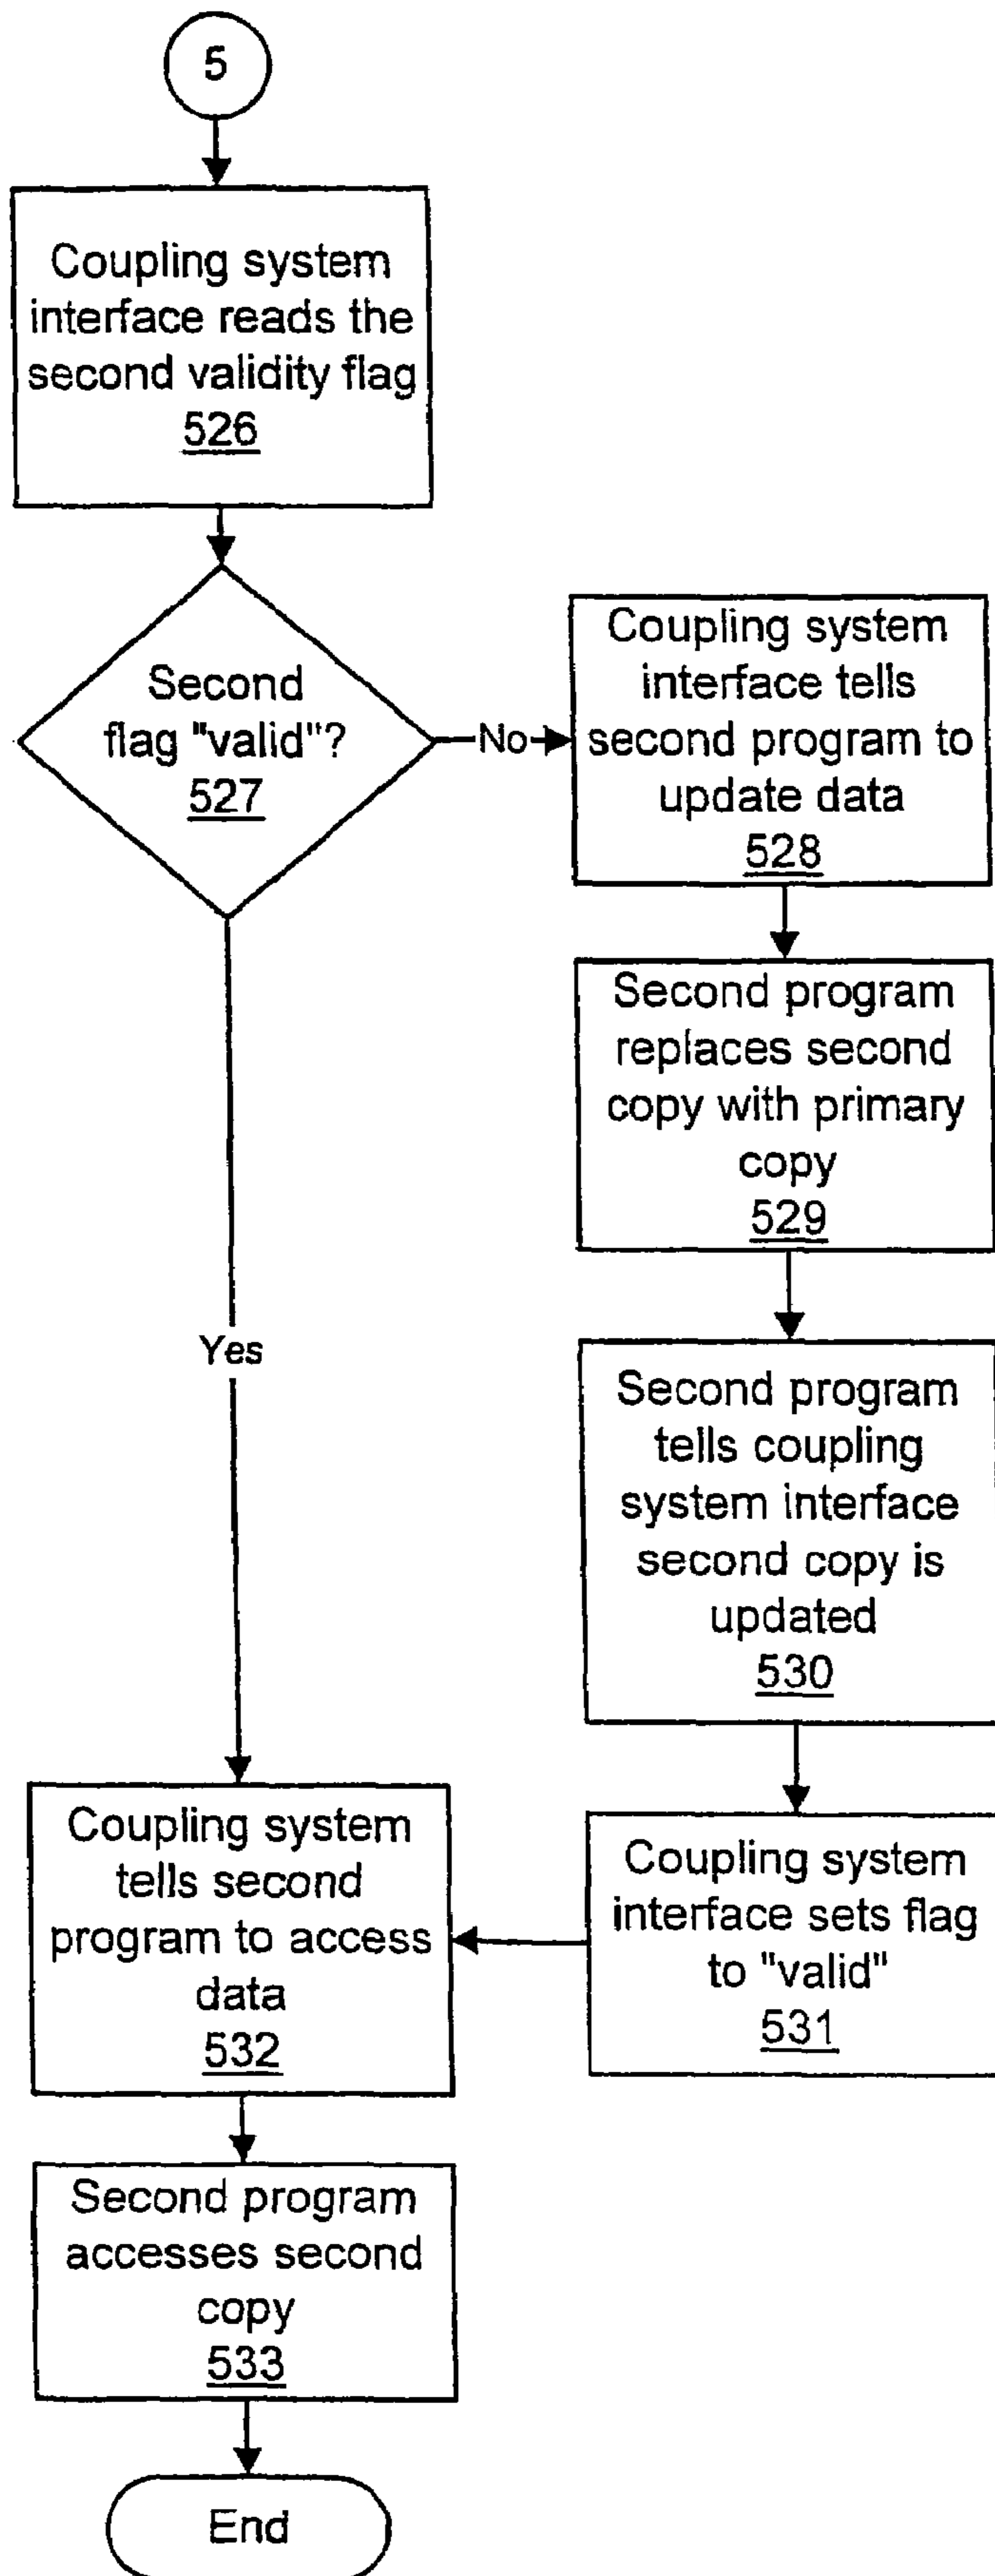 5
Coupling system
interface reads the
second validity flag
526
Second
flag "valid"?
527
No
Coupling system
interface tells
second program to
update data
528
Second program
replaces second
copy with primary
copy
529
Second program
tells coupling
system interface
second copy is
updated
530
Yes
Coupling system
interface sets flag
to "valid"
531
Coupling system
tells second
program to access
data
532
Second program
accesses second
copy
533
End